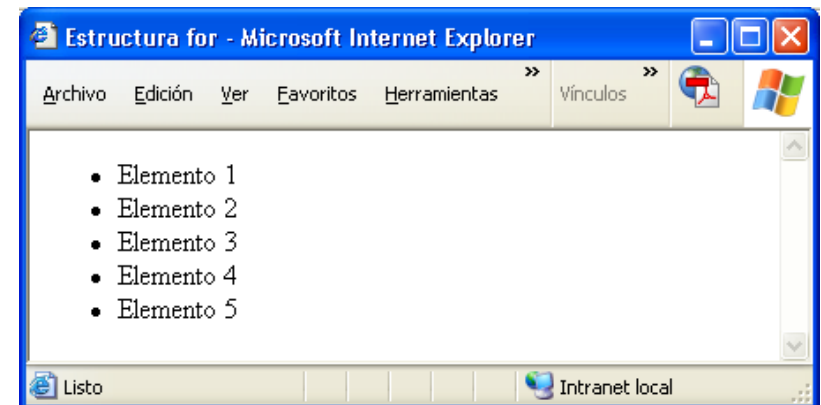 Estructura for - Microsoft Internet Explorer
Archivo Edición Ver Favoritos Herramientas » Vínculos »
• Elemento 1
• Elemento 2
• Elemento 3
• Elemento 4
• Elemento 5
Listo Intranet local